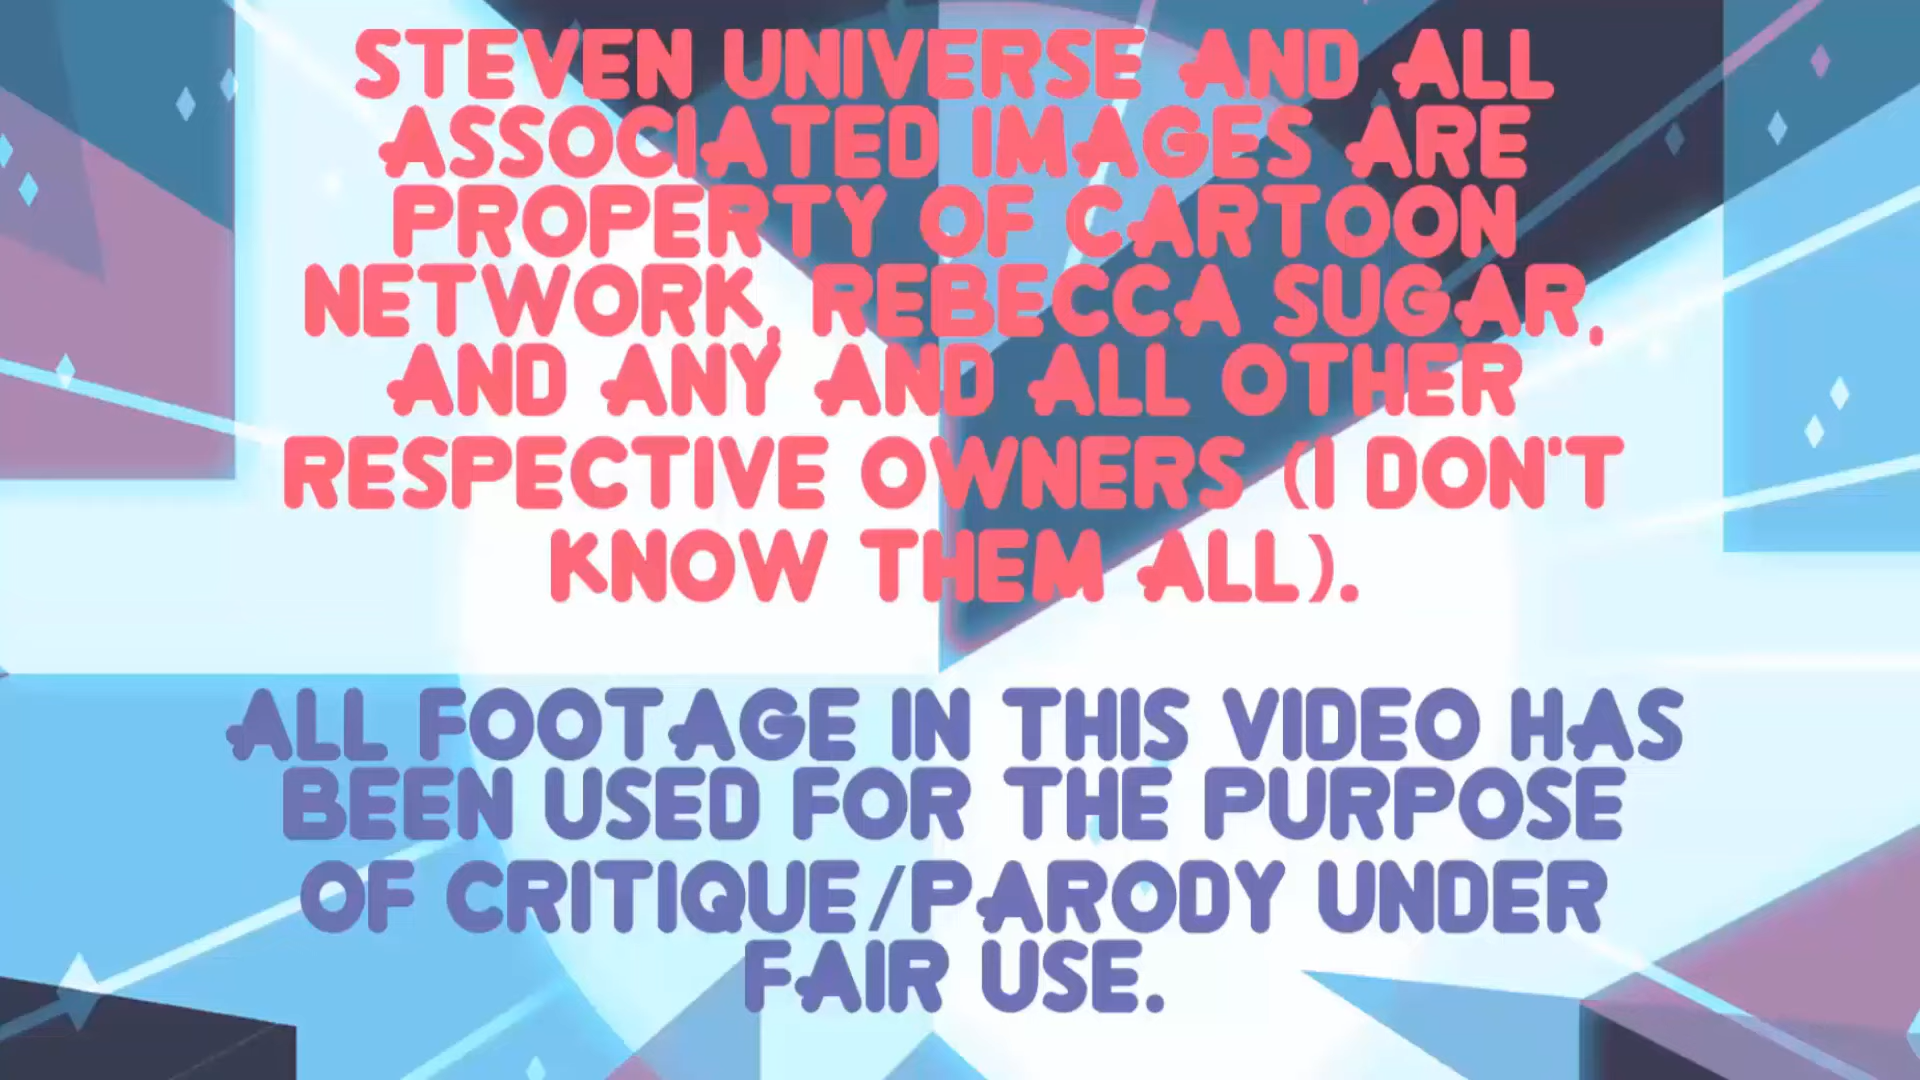 STEVEN UNIVERSE AND ALL
ASSOCIATED IMAGES ARE
PROPERTY OF CARTOON
NETWORK, REBECCA SUGAR,
AND ANY AND ALL OTHER
RESPECTIVE OWNERS (I DON'T
KNOW THEM ALL).
ALL FOOTAGE IN THIS VIDEO HAS
BEEN USED FOR THE PURPOSE
OF CRITIQUE/PARODY UNDER
FAIR USE.